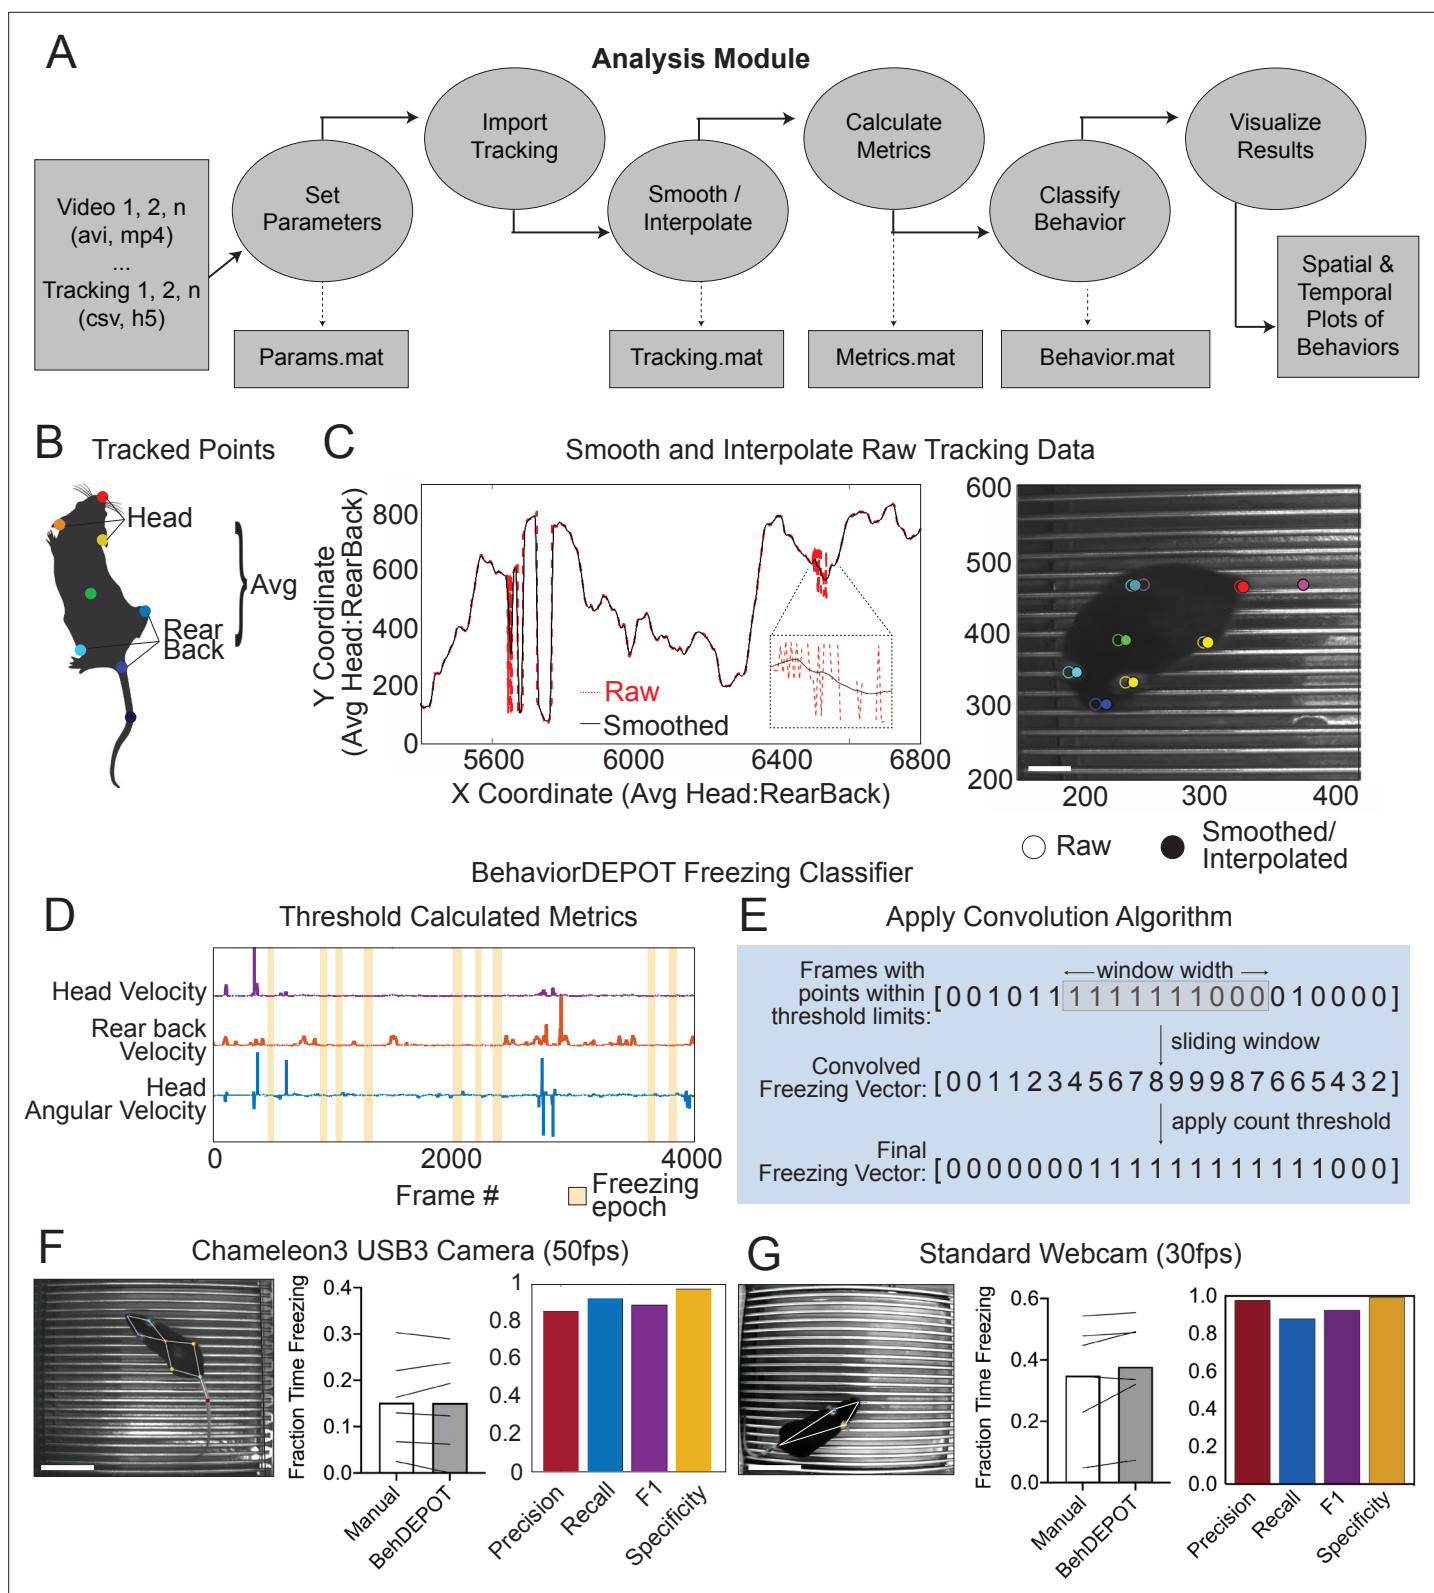 A
Analysis Module
Video 1, 2, n
(avi, mp4)
...
Tracking 1, 2, n
(csv, h5)
Set
Parameters
Import
Tracking
Smooth /
Interpolate
Calculate
Metrics
Classify
Behavior
Visualize
Results
Spatial &
Temporal
Plots of
Behaviors
Params.mat
Tracking.mat
Metrics.mat
Behavior.mat
B
Tracked Points
Head
Avg
Rear
Back
C
Smooth and Interpolate Raw Tracking Data
Y Coordinate
(Avg Head:RearBack)
800
600
400
200
0
Raw
Smoothed
5600
6000
6400
6800
X Coordinate (Avg Head:RearBack)
600
500
400
300
200
200
300
400
Raw
Smoothed/
Interpolated
BehaviorDEPOT Freezing Classifier
D
Threshold Calculated Metrics
Head Velocity
Rear back
Velocity
Head
Angular Velocity
0
2000
4000
Frame #
Freezing
epoch
E
Apply Convolution Algorithm
Frames with
points within
threshold limits:
window width
[0 0 1 0 1 1 1 1 1 1 1 1 1 0 0 0 0 1 0 0 0 0]
sliding window
Convolved
Freezing Vector:
[0 0 1 1 2 3 4 5 6 7 8 9 9 9 8 7 6 6 5 4 3 2]
apply count threshold
Final
Freezing Vector:
[0 0 0 0 0 0 0 1 1 1 1 1 1 1 1 1 1 1 1 0 0 0]
F
Chameleon3 USB3 Camera (50fps)
Fraction Time Freezing
0.4
0.3
0.2
0.1
0.0
Manual
BehDEPOT
1
0.8
0.6
0.4
0.2
0
Precision
Recall
F1
Specificity
G
Standard Webcam (30fps)
Fraction Time Freezing
0.6
0.4
0.2
0.0
Manual
BehDEPOT
1.0
0.8
0.6
0.4
0.2
0.0
Precision
Recall
F1
Specificity